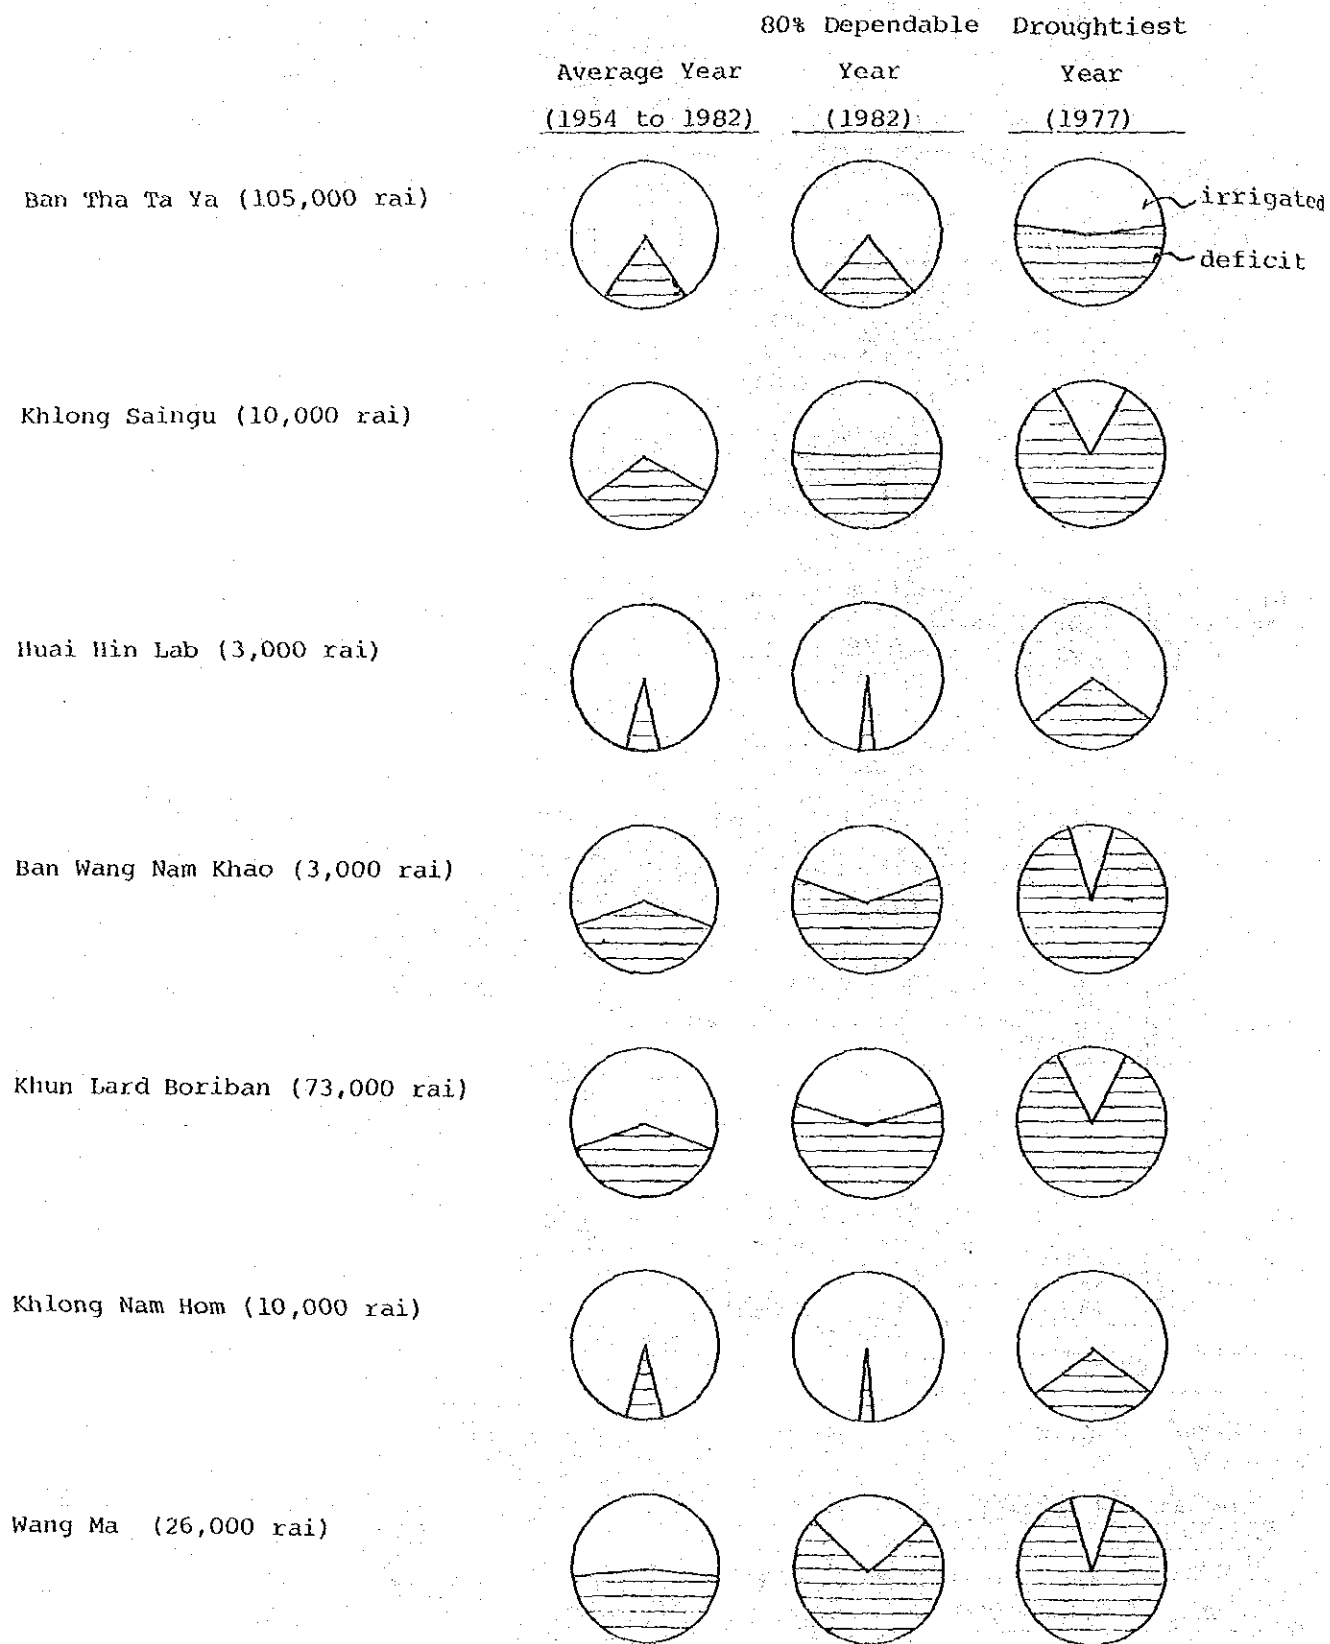 80% Dependable Droughtiest
Average Year Year Year
(1954 to 1982) (1982) (1977)
Ban Tha Ta Ya (105,000 rai)
irrigated
deficit
Khlong Saingu (10,000 rai)
Huai Hin Lab (3,000 rai)
Ban Wang Nam Khao (3,000 rai)
Khun Lard Boriban (73,000 rai)
Khlong Nam Hom (10,000 rai)
Wang Ma (26,000 rai)